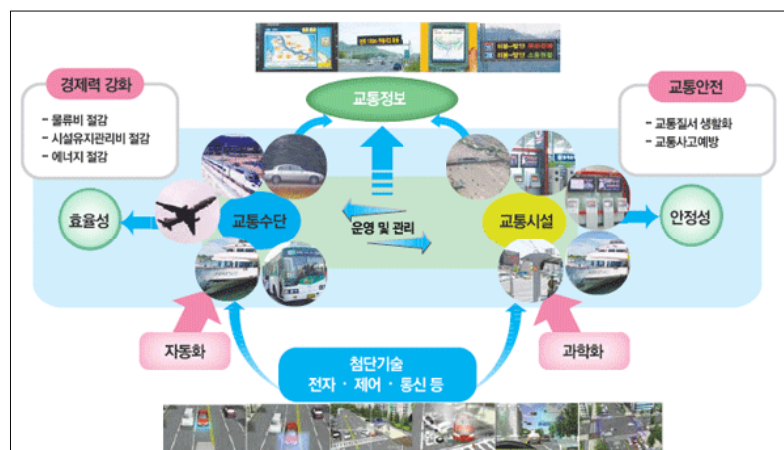 교통정보
경제력 강화
- 물류비 절감
- 시설유지관리비 절감
- 에너지 절감
교통안전
- 교통질서 생활화
- 교통사고예방
효율성
교통수단
운영 및 관리
교통시설
안정성
자동화
첨단기술
전자 · 제어 · 통신 등
과학화